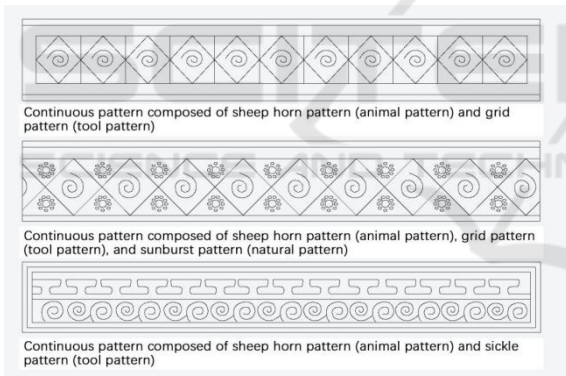 Continuous pattern composed of sheep horn pattern (animal pattern) and grid
pattern (tool pattern)
Continuous pattern composed of sheep horn pattern (animal pattern), grid pattern
(tool pattern), and sunburst pattern (natural pattern)
Continuous pattern composed of sheep horn pattern (animal pattern) and sickle
pattern (tool pattern)